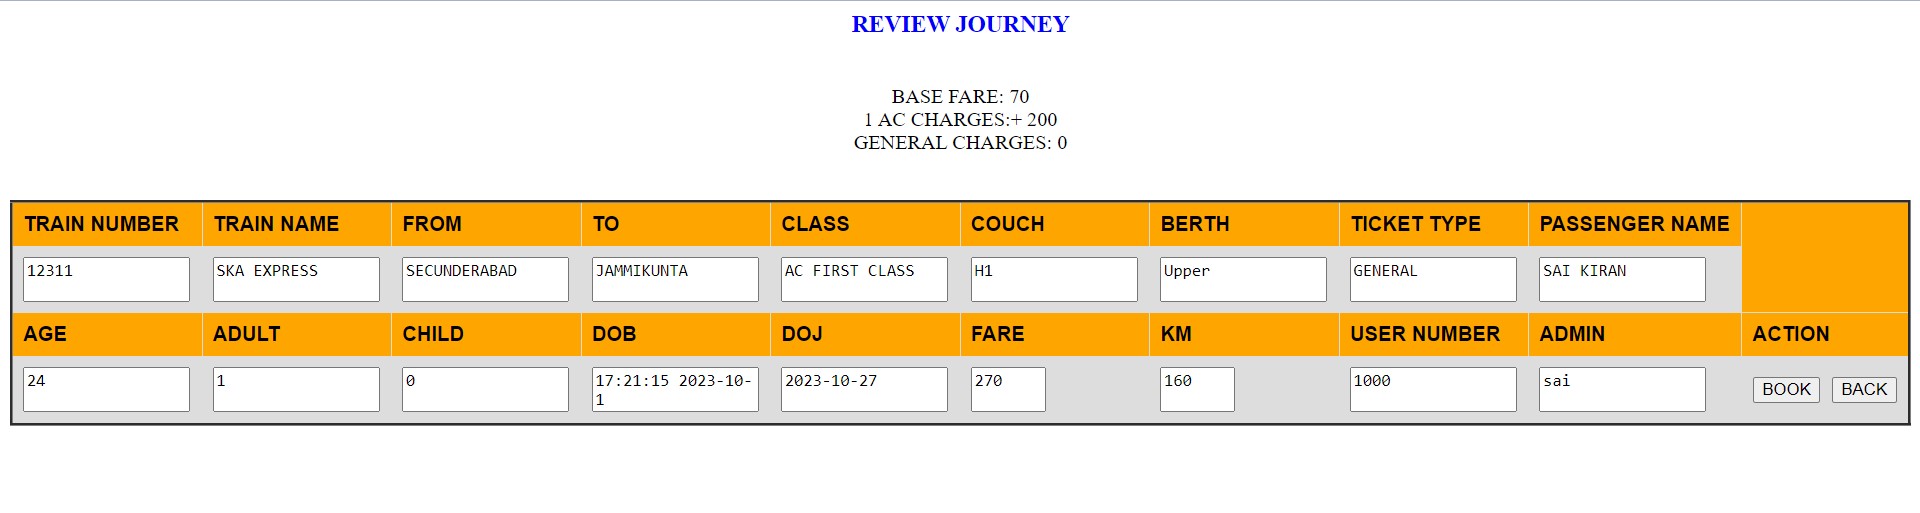 REVIEW JOURNEY
BASE FARE: 70
1 AC CHARGES:+ 200
GENERAL CHARGES: 0
TRAIN NUMBER TRAIN NAME FROM TO CLASS COUCH BERTH TICKET TYPE PASSENGER NAME
12311 SKA EXPRESS SECUNDERABAD JAMMIKUNTA AC FIRST CLASS H1 Upper GENERAL SAI KIRAN
AGE ADULT CHILD DOB DOJ FARE KM USER NUMBER ADMIN ACTION
24 1 0 17:21:15 2023-10- 2023-10-27 270 160 1000 sai BOOK BACK
1